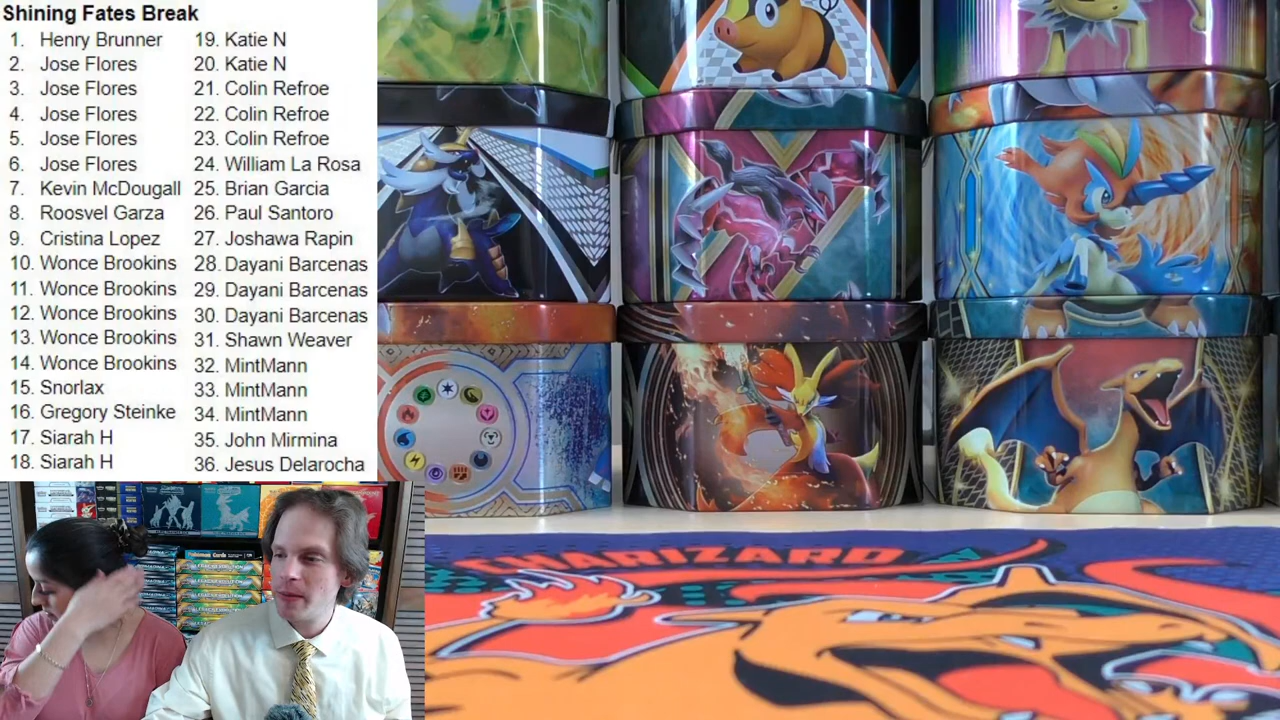 Shining Fates Break
1. Henry Brunner
2. Jose Flores
3. Jose Flores
4. Jose Flores
5. Jose Flores
6. Jose Flores
7. Kevin McDougall
8. Roosvel Garza
9. Cristina Lopez
10. Wonce Brookins
11. Wonce Brookins
12. Wonce Brookins
13. Wonce Brookins
14. Wonce Brookins
15. Snorlax
16. Gregory Steinke
17. Siarah H
18. Siarah H
19. Katie N
20. Katie N
21. Colin Refroe
22. Colin Refroe
23. Colin Refroe
24. William La Rosa
25. Brian Garcia
26. Paul Santoro
27. Joshawa Rapin
28. Dayani Barcenas
29. Dayani Barcenas
30. Dayani Barcenas
31. Shawn Weaver
32. MintMann
33. MintMann
34. MintMann
35. John Mirmina
36. Jesus Delarocha
CHARIZARD